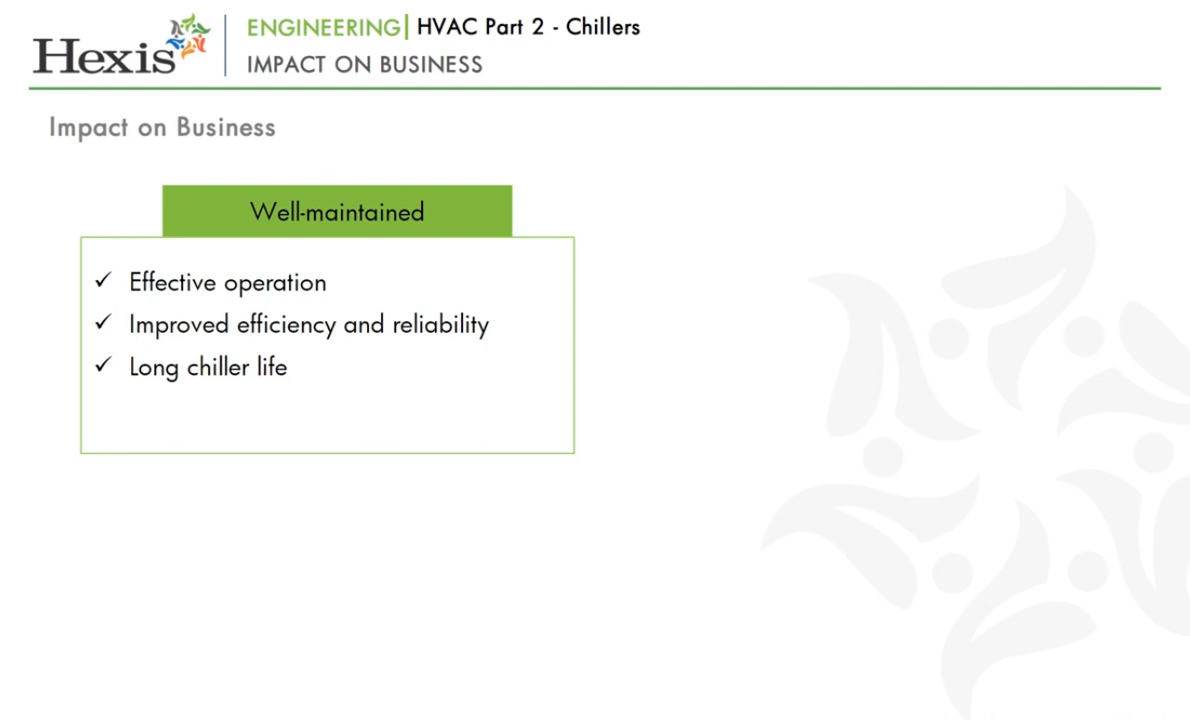 Hexis
ENGINEERING| HVAC Part 2 - Chillers
IMPACT ON BUSINESS
Impact on Business
Well-maintained
✓ Effective operation
✓ Improved efficiency and reliability
✓ Long chiller life